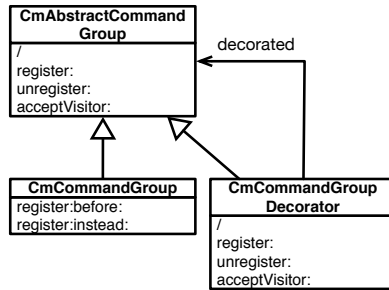 CmAbstractCommand
Group
/
register:
unregister:
acceptVisitor:
decorated
CmCommandGroup
register:before:
register:instead:
CmCommandGroup
Decorator
/
register:
unregister:
acceptVisitor: